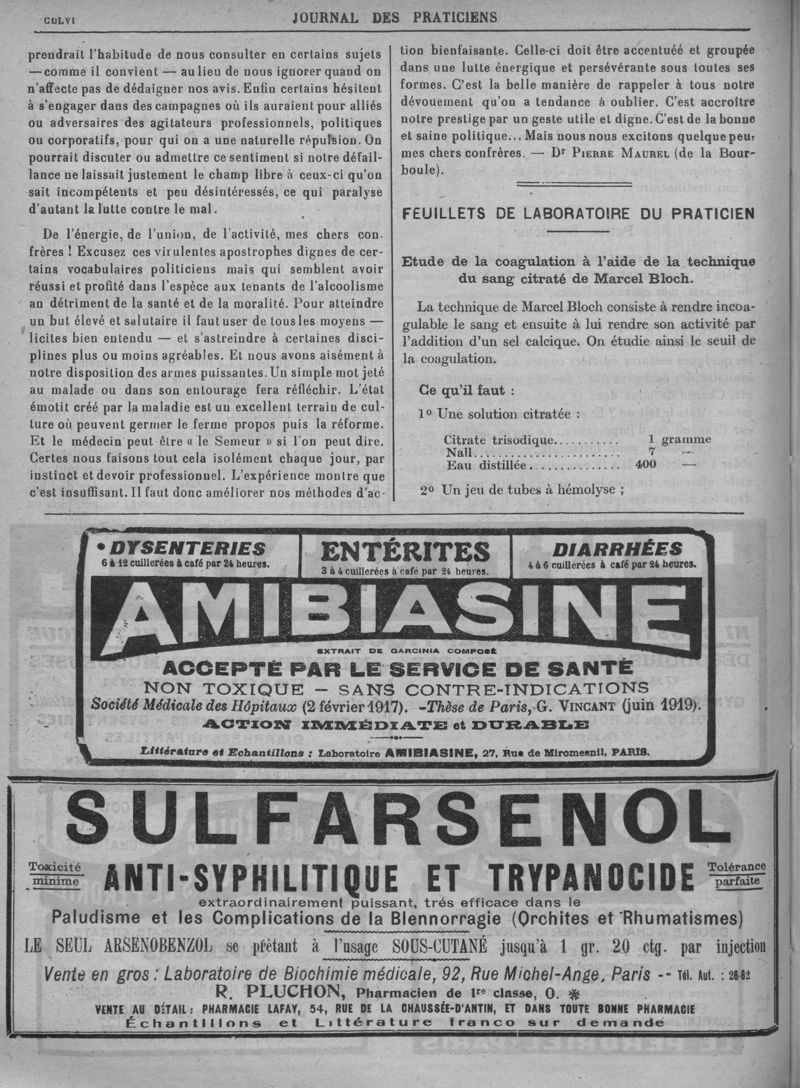 CCLVI
JOURNAL DES PRATICIENS
prendrait l'habitude de nous consulter en certains sujets
— comme il convient — au lieu de nous ignorer quand on
n'affecte pas de dédaigner nos avis. Enfin certains hésitent
à s'engager dans des campagnes où ils auraient pour alliés
ou adversaires des agitateurs professionnels, politiques
ou corporatifs, pour qui on a une naturelle répulsion. On
pourrait discuter ou admettre ce sentiment si notre défail-
lance ne laissait justement le champ libre à ceux-ci qu'on
sait incompétents et peu désintéressés, ce qui paralyse
d'autant la lutte contre le mal.
De l'énergie, de l'union, de l'activité, mes chers con.
frères ! Excusez ces virulentes apostrophes dignes de cer-
tains vocabulaires politiciens mais qui semblent avoir
réussi et profité dans l'espèce aux tenants de l'alcoolisme
au détriment de la santé et de la moralité. Pour atteindre
un but élevé et salutaire il faut user de tous les moyens —
licites bien entendu — et s'astreindre à certaines disci-
plines plus ou moins agréables. Et nous avons aisément à
notre disposition des armes puissantes. Un simple mot jeté
au malade ou dans son entourage fera réfléchir. L'état
émotit créé par la maladie est un excellent terrain de cul-
ture où peuvent germer le ferme propos puis la réforme.
Et le médecin peut être « le Semeur » si l'on peut dire.
Certes nous faisons tout cela isolément chaque jour, par
instinct et devoir professionnel. L'expérience montre que
c'est insuffisant. Il faut donc améliorer nos méthodes d'ac-
tion bienfaisante. Celle-ci doit être accentuéé et groupée
dans une lutte énergique et persévérante sous toutes ses
formes. C'est la belle manière de rappeler à tous notre
dévouement qu'on a tendance à oublier. C'est accroître
notre prestige par un geste utile et digne. C'est de la bonne
et saine politique... Mais nous nous excitons quelque peu,
mes chers confrères. — Dr PIERRE MAUREL (de la Bour-
boule).
FEUILLETS DE LABORATOIRE DU PRATICIEN
Etude de la coagulation à l'aide de la technique
du sang citraté de Marcel Bloch.
La technique de Marcel Bloch consiste à rendre incoa-
gulable le sang et ensuite à lui rendre son activité par
l'addition d'un sel calcique. On étudie ainsi le seuil de
la coagulation.
Ce qu'il faut :
1º Une solution citratée :
Citrate trisodique........... 1 gramme
Nall....................... 7 —
Eau distillée.............. 400 —
2º Un jeu de tubes à hémolyse ;
• DYSENTERIES
6 à 12 cuillerées à café par 24 heures.
ENTÉRITES
3 à 4 cuillerées à café par 24 heures.
DIARRHÉES
4 à 6 cuillerées à café par 24 heures.
AMIBIASINE
EXTRAIT DE GARCINIA COMPOSÉ
ACCEPTÉ PAR LE SERVICE DE SANTÉ
NON TOXIQUE — SANS CONTRE-INDICATIONS
Société Médicale des Hôpitaux (2 février 1917). -Thèse de Paris, G. VINCANT (juin 1919).
ACTION IMMÉDIATE et DURABLE
Littérature et Echantillons : Laboratoire AMIBIASINE, 27, Rue de Miromesnil, PARIS.
SULFARSENOL
Toxicité
minime
ANTI-SYPHILITIQUE ET TRYPANOCIDE
Tolérance
parfaite
extraordinairement puissant, trés efficace dans le
Paludisme et les Complications de la Blennorragie (Orchites et Rhumatismes)
LE SEUL ARSENOBENZOL se prêtant à l'usage SOUS-CUTANÉ jusqu'à 1 gr. 20 ctg. par injection
Vente en gros : Laboratoire de Biochimie médicale, 92, Rue Michel-Ange, Paris -- Tél. Aut. : 26-62
R. PLUCHON, Pharmacien de 1re classe, O. ❋
VENTE AU DÉTAIL : PHARMACIE LAFAY, 54, RUE DE LA CHAUSSÉE-D'ANTIN, ET DANS TOUTE BONNE PHARMACIE
Échantillons et Littérature franco sur demande